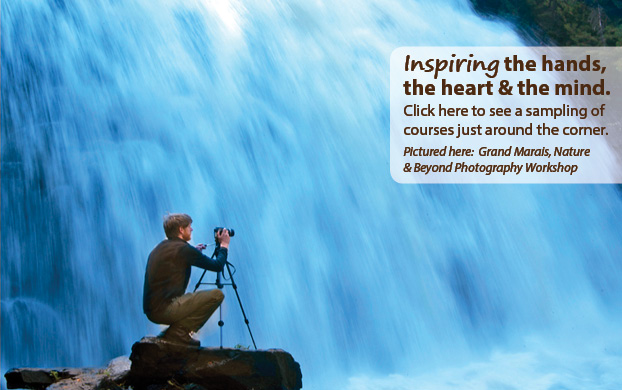 Inspiring the hands,
the heart & the mind.
Click here to see a sampling of
courses just around the corner.
Pictured here: Grand Marais, Nature
& Beyond Photography Workshop